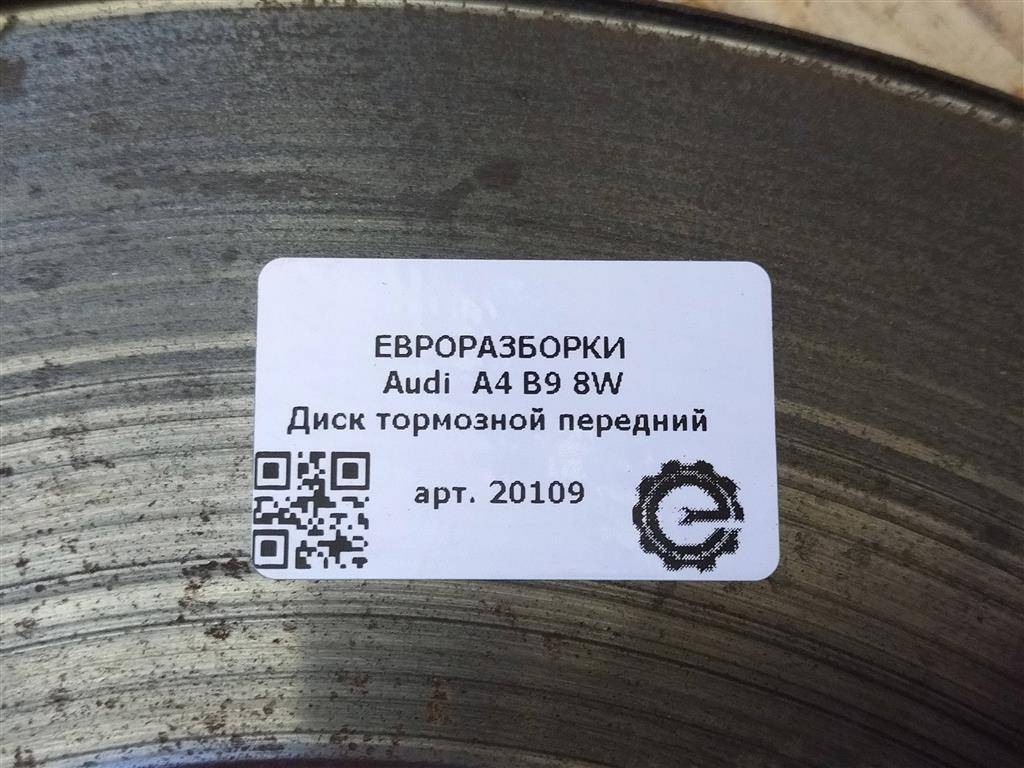 ЕВРОРАЗБОРКИ
Audi A4 B9 8W
Диск тормозной передний
арт. 20109